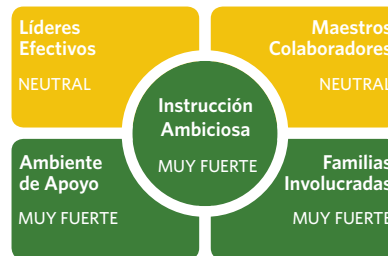 Líderes
Efectivos
NEUTRAL
Maestros
Colaboradores
NEUTRAL
Instrucción
Ambiciosa
MUY FUERTE
Ambiente
de Apoyo
MUY FUERTE
Familias
Involucradas
MUY FUERTE